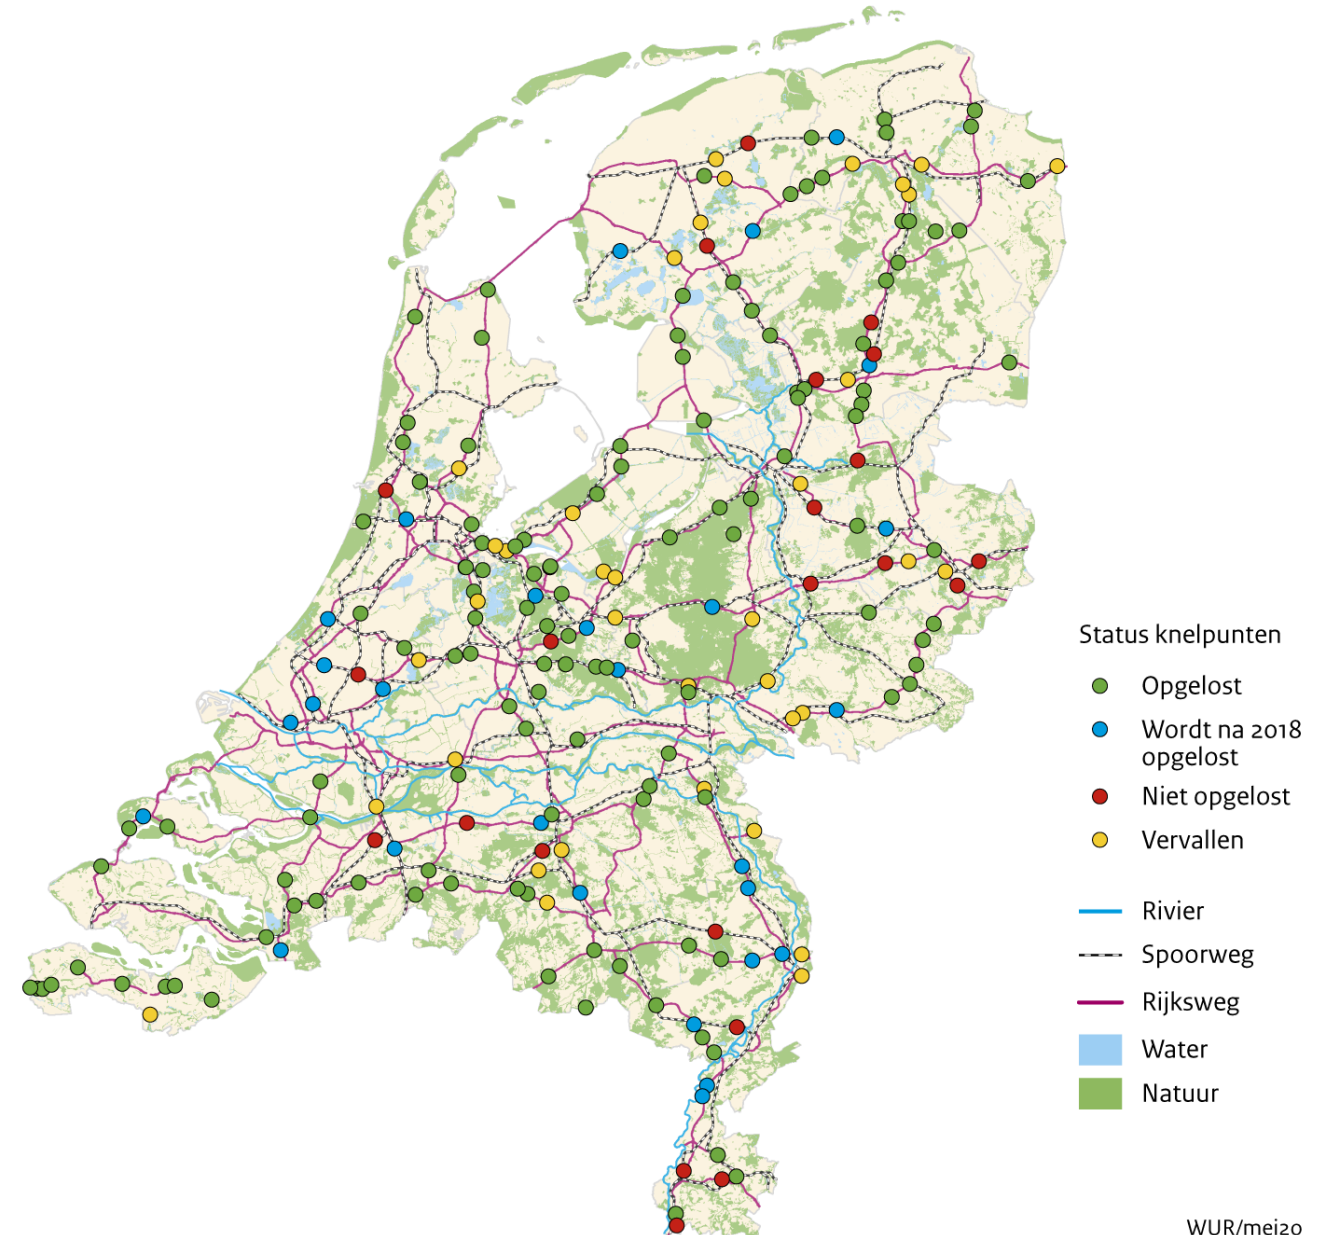 Status knelpunten
Opgelost
Wordt na 2018
opgelost
Niet opgelost
Vervallen
Rivier
Spoorweg
Rijksweg
Water
Natuur
WUR/mei20